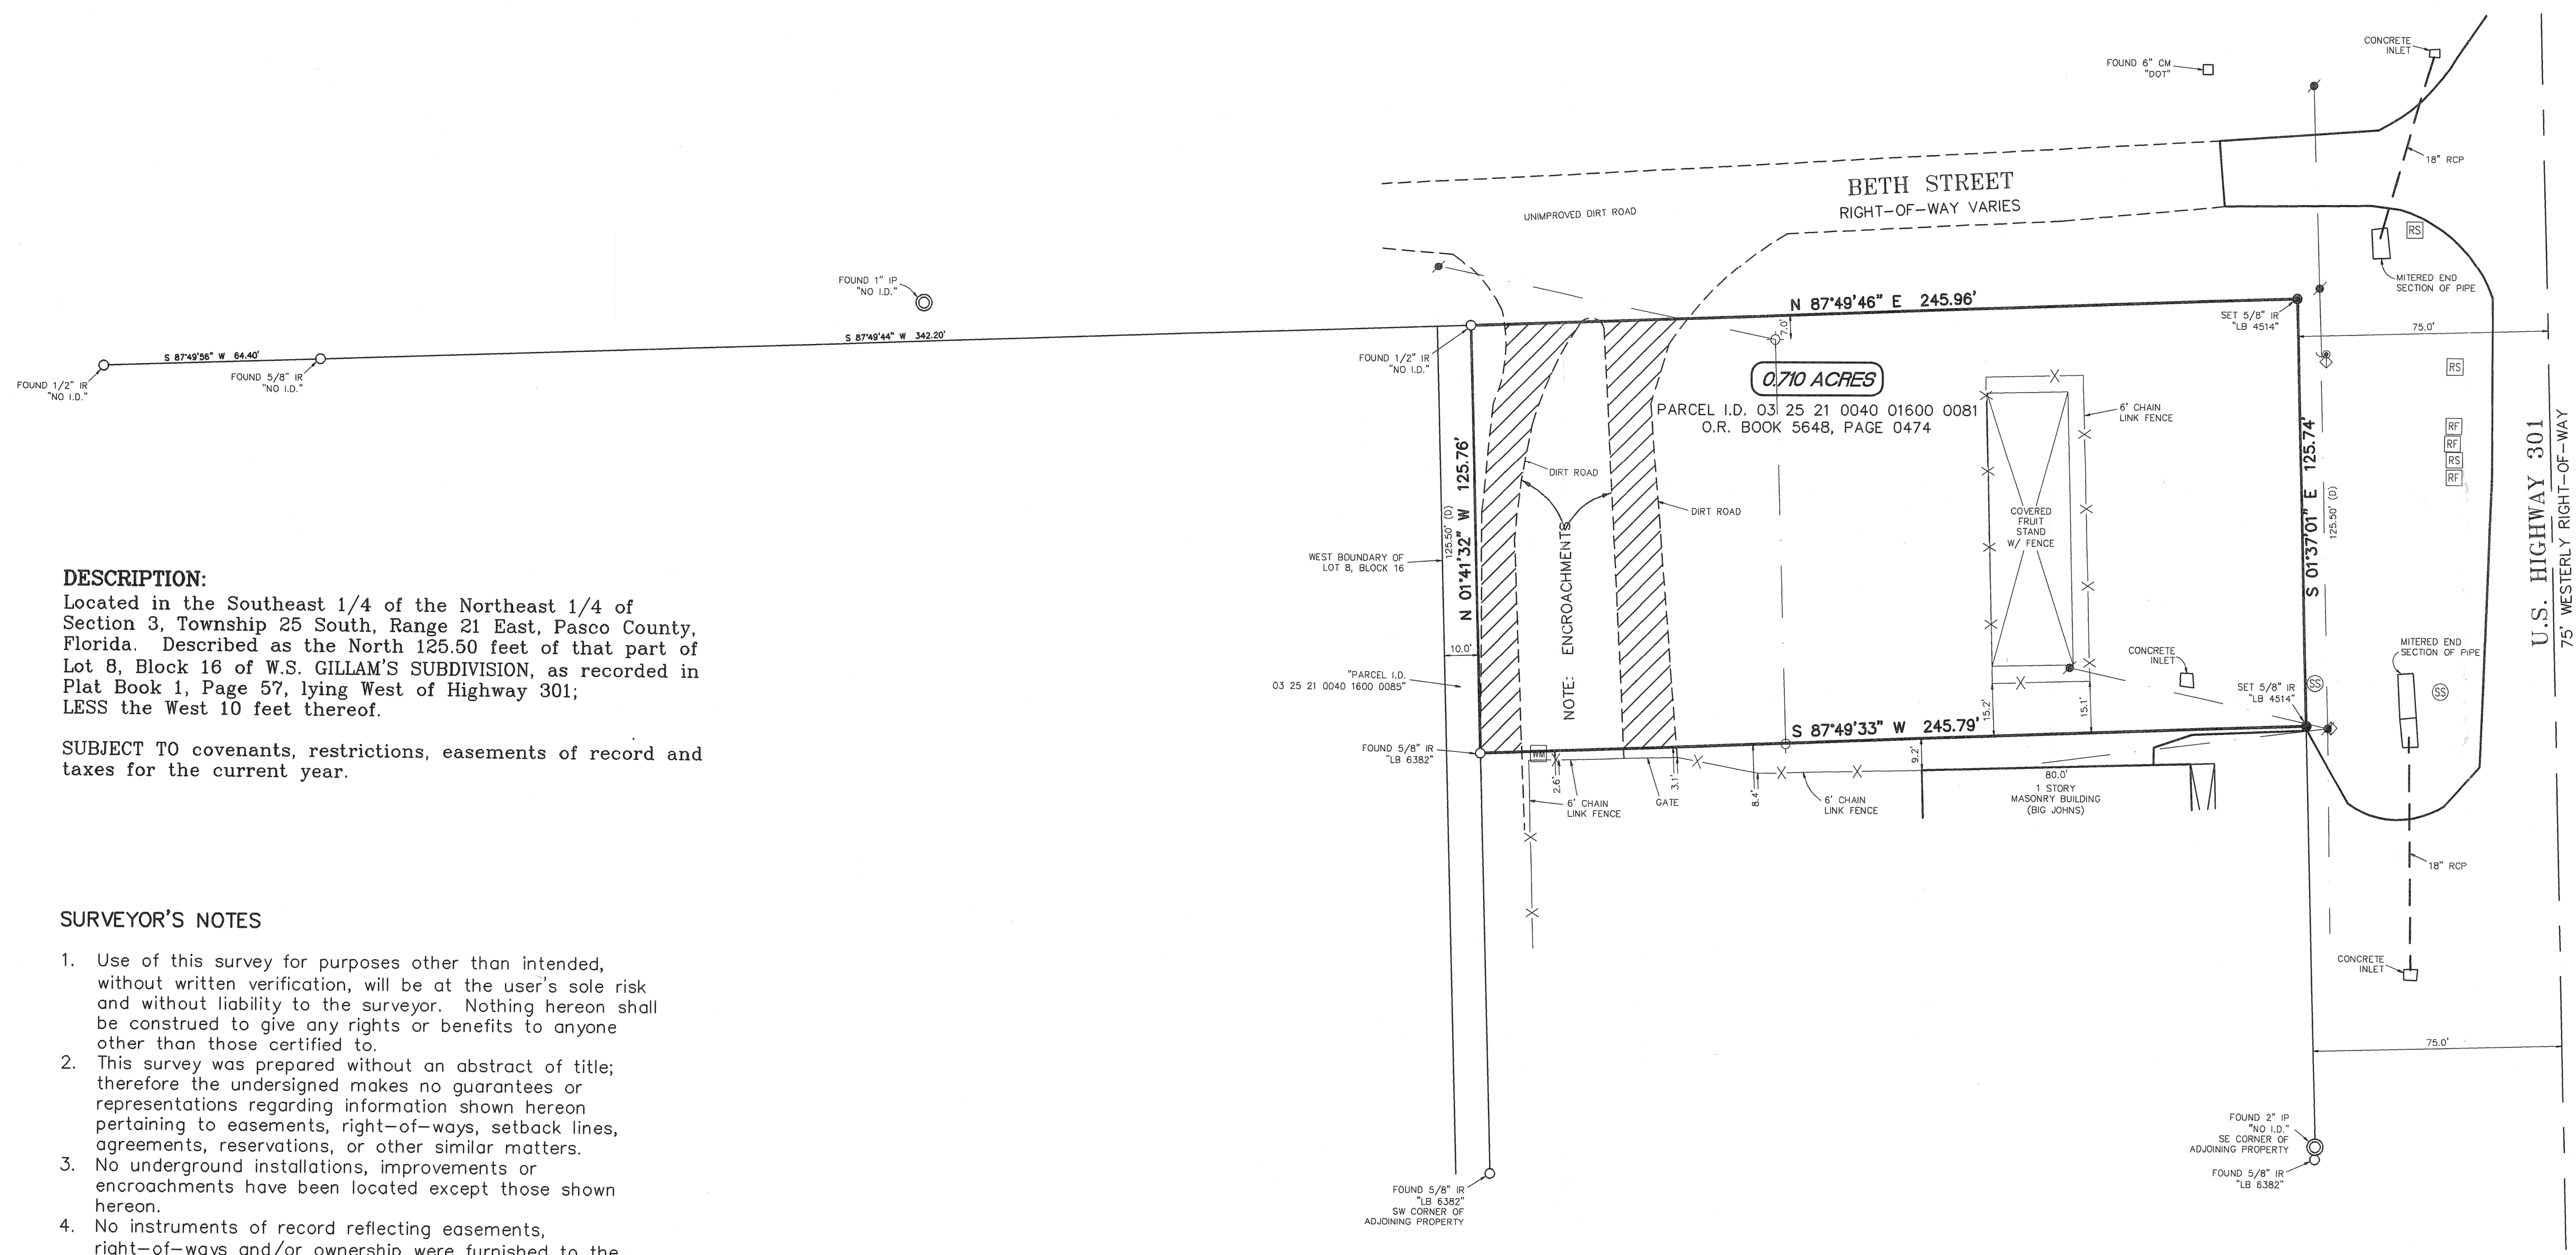 CONCRETE
INLET
FOUND 6" CM
"DOT"
18" RCP
BETH STREET
RIGHT-OF-WAY VARIES
UNIMPROVED DIRT ROAD
RS
MITERED END
SECTION OF PIPE
FOUND 1" IP
"NO I.D."
N 87°49'46" E 245.96'
SET 5/8" IR
"LB 4514"
75.0'
7.0'
S 87°49'44" W 342.20'
S 87°49'56" W 64.40'
FOUND 1/2" IR
"NO I.D."
FOUND 5/8" IR
"NO I.D."
FOUND 1/2" IR
"NO I.D."
0.710 ACRES
PARCEL I.D. 03 25 21 0040 01600 0081
O.R. BOOK 5648, PAGE 0474
6' CHAIN
LINK FENCE
RS
RF
RF
RS
RF
U.S. HIGHWAY 301
75' WESTERLY RIGHT-OF-WAY
S 01°37'01" E 125.74'
125.50' (D)
N 01°41'32" W 125.76'
125.50' (D)
DIRT ROAD
DIRT ROAD
NOTE: ENCROACHMENTS
COVERED
FRUIT
STAND
W/ FENCE
WEST BOUNDARY OF
LOT 8, BLOCK 16
10.0'
"PARCEL I.D.
03 25 21 0040 1600 0085"
CONCRETE
INLET
MITERED END
SECTION OF PIPE
SET 5/8" IR
"LB 4514"
SS
SS
15.2'
15.1'
S 87°49'33" W 245.79'
FOUND 5/8" IR
"LB 6382"
WM
2.6'
3.1'
8.4'
9.2'
6' CHAIN
LINK FENCE
GATE
6' CHAIN
LINK FENCE
80.0'
1 STORY
MASONRY BUILDING
(BIG JOHNS)
18" RCP
CONCRETE
INLET
75.0'
FOUND 2" IP
"NO I.D."
SE CORNER OF
ADJOINING PROPERTY
FOUND 5/8" IR
"LB 6382"
FOUND 5/8" IR
"LB 6382"
SW CORNER OF
ADJOINING PROPERTY
DESCRIPTION:
Located in the Southeast 1/4 of the Northeast 1/4 of
Section 3, Township 25 South, Range 21 East, Pasco County,
Florida. Described as the North 125.50 feet of that part of
Lot 8, Block 16 of W.S. GILLAM'S SUBDIVISION, as recorded in
Plat Book 1, Page 57, lying West of Highway 301;
LESS the West 10 feet thereof.
SUBJECT TO covenants, restrictions, easements of record and
taxes for the current year.
SURVEYOR'S NOTES
1. Use of this survey for purposes other than intended,
without written verification, will be at the user's sole risk
and without liability to the surveyor. Nothing hereon shall
be construed to give any rights or benefits to anyone
other than those certified to.
2. This survey was prepared without an abstract of title;
therefore the undersigned makes no guarantees or
representations regarding information shown hereon
pertaining to easements, right-of-ways, setback lines,
agreements, reservations, or other similar matters.
3. No underground installations, improvements or
encroachments have been located except those shown
hereon.
4. No instruments of record reflecting easements,
right-of-ways and/or ownership were furnished to the